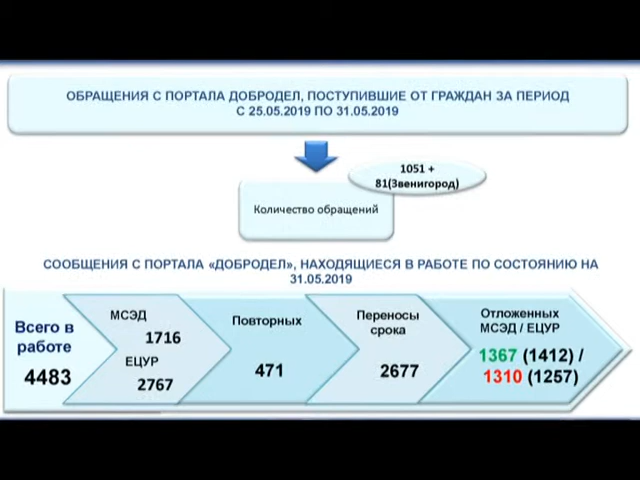 ОБРАЩЕНИЯ С ПОРТАЛА ДОБРОДЕЛ, ПОСТУПИВШИЕ ОТ ГРАЖДАН ЗА ПЕРИОД
С 25.05.2019 ПО 31.05.2019
1051 +
81(Звенигород)
Количество обращений
СООБЩЕНИЯ С ПОРТАЛА «ДОБРОДЕЛ», НАХОДЯЩИЕСЯ В РАБОТЕ ПО СОСТОЯНИЮ НА
31.05.2019
Всего в
работе
4483
МСЭД
1716
ЕЦУР
2767
Повторных
471
Переносы
срока
2677
Отложенных
МСЭД / ЕЦУР
1367 (1412) /
1310 (1257)